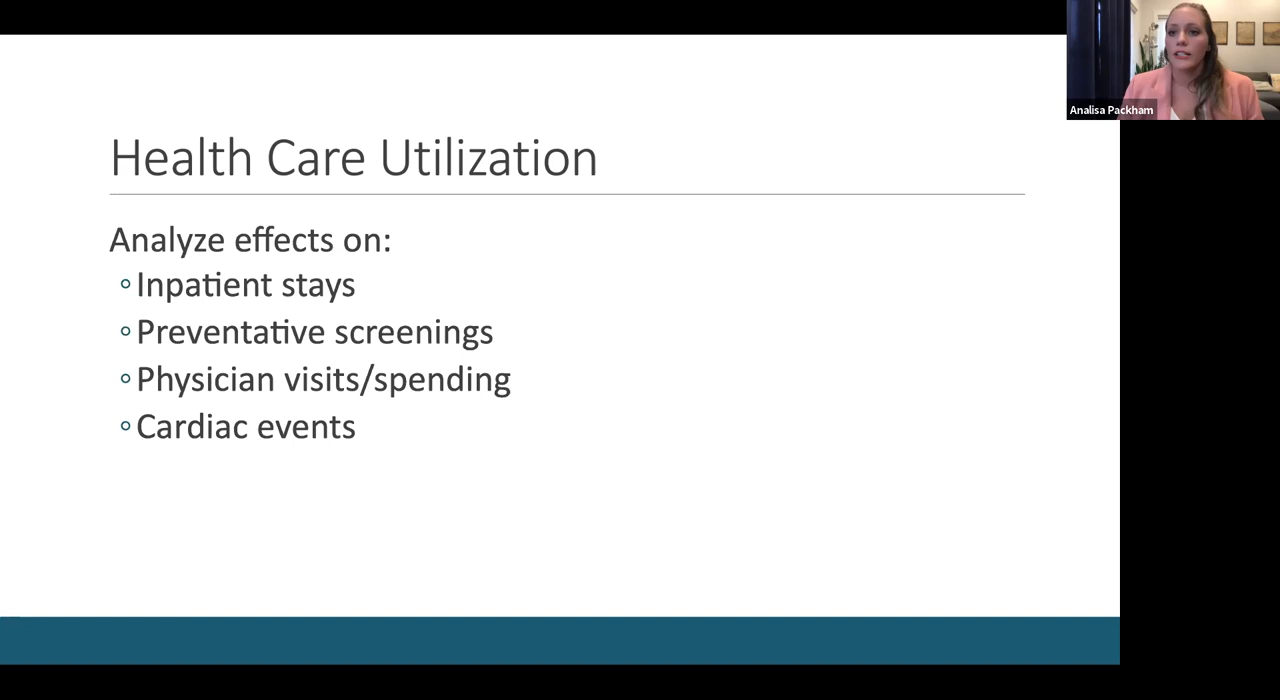 Analisa Packham
Health Care Utilization
Analyze effects on:
◦Inpatient stays
◦Preventative screenings
◦Physician visits/spending
◦Cardiac events